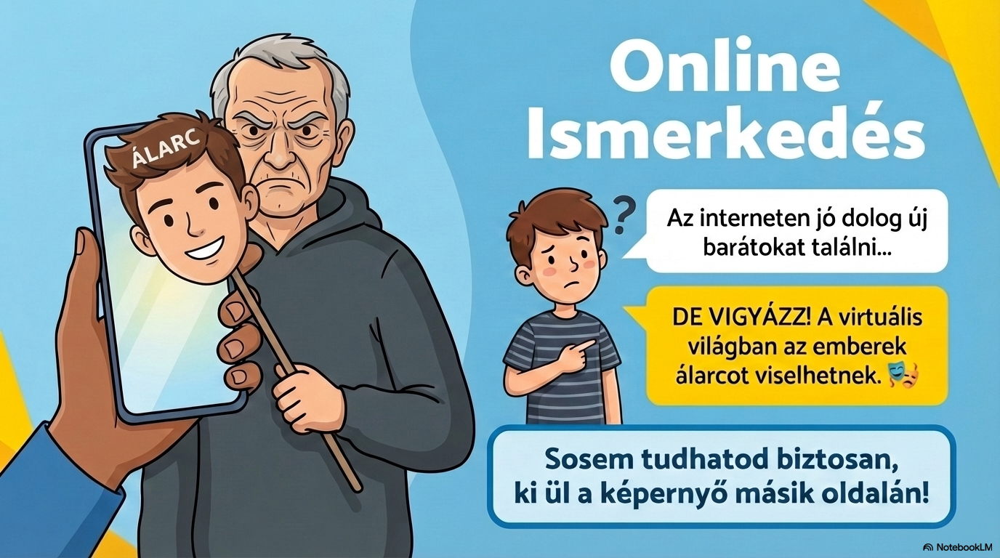 ÁLARC
Online
Ismerkedés
?
Az interneten jó dolog új
barátokat találni...
DE VIGYÁZZ! A virtuális
világban az emberek
álarcot viselhetnek. 🎭
Sosem tudhatod biztosan,
ki ül a képernyő másik oldalán!
NotebookLM